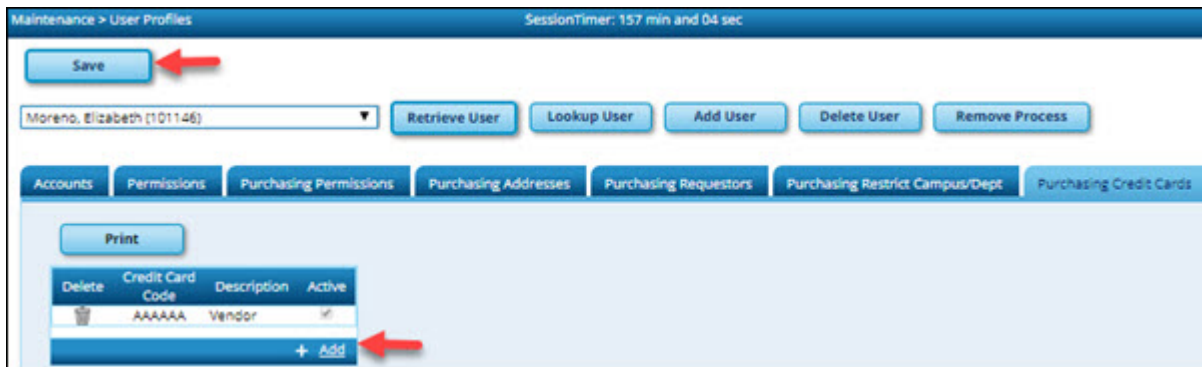 Maintenance > User Profiles SessionTimer: 157 min and 04 sec
Save
Moreno, Elizabeth (101146) Retrieve User Lookup User Add User Delete User Remove Process
Accounts Permissions Purchasing Permissions Purchasing Addresses Purchasing Requestors Purchasing Restrict Campus/Dept Purchasing Credit Cards
Print
Delete Credit Card Code Description Active
AAAAAA Vendor
+ Add